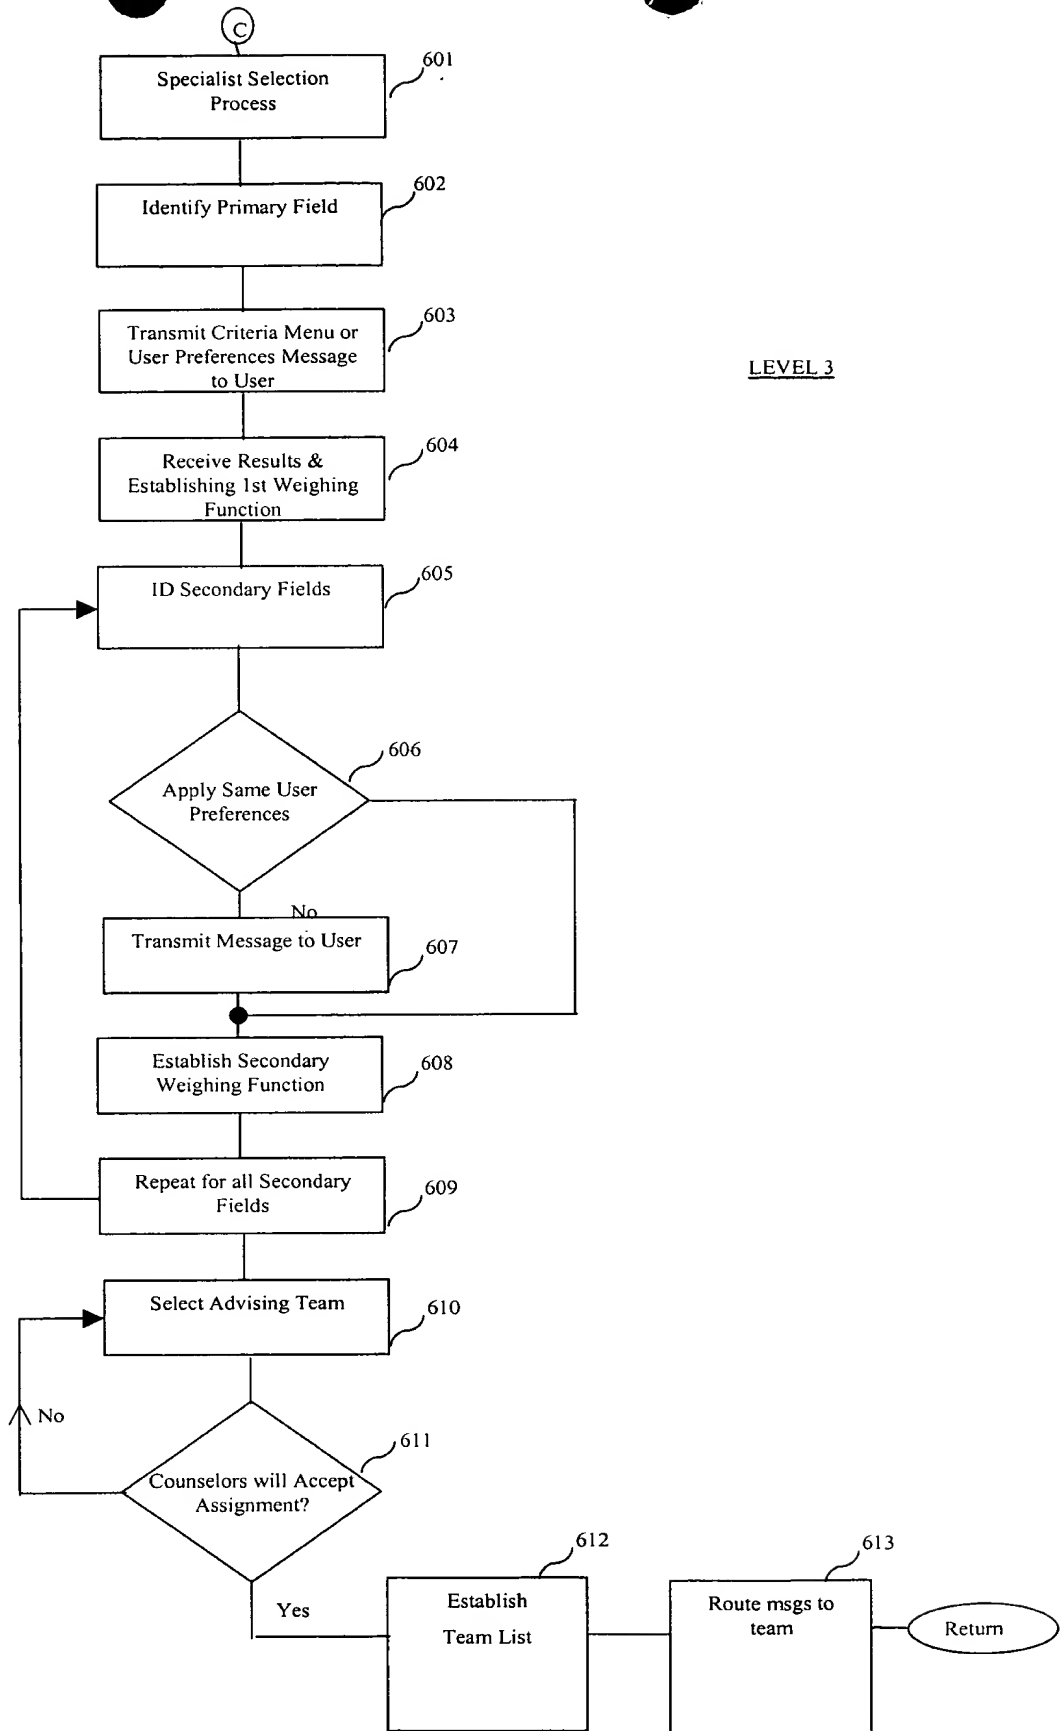 C
601
Specialist Selection
Process
602
Identify Primary Field
603
Transmit Criteria Menu or
User Preferences Message
to User
LEVEL 3
604
Receive Results &
Establishing 1st Weighing
Function
605
ID Secondary Fields
606
Apply Same User
Preferences
No
Transmit Message to User
607
Establish Secondary
Weighing Function
608
Repeat for all Secondary
Fields
609
Select Advising Team
610
No
611
Counselors will Accept
Assignment?
Yes
612
Establish
Team List
613
Route msgs to
team
Return